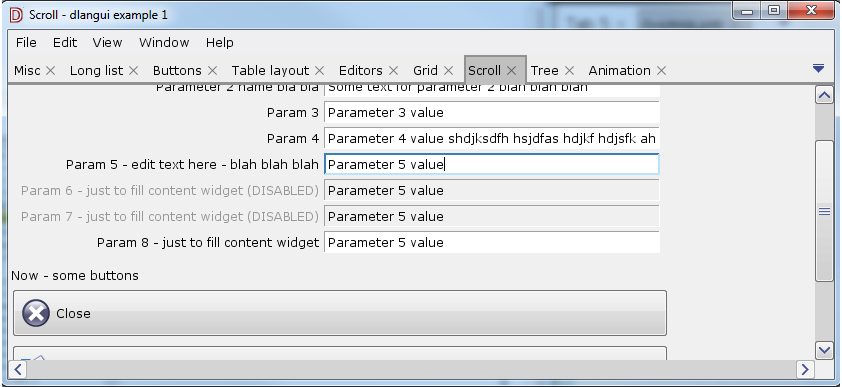 Scroll - dlangui example 1
File Edit View Window Help
Misc Long list Buttons Table layout Editors Grid Scroll Tree Animation
Parameter 2 name bla bla Some text for parameter 2 blah blah blah
Param 3 Parameter 3 value
Param 4 Parameter 4 value shdjksdfh hsjdfas hdjkf hdjsfk ah
Param 5 - edit text here - blah blah blah Parameter 5 value
Param 6 - just to fill content widget (DISABLED) Parameter 5 value
Param 7 - just to fill content widget (DISABLED) Parameter 5 value
Param 8 - just to fill content widget Parameter 5 value
Now - some buttons
Close